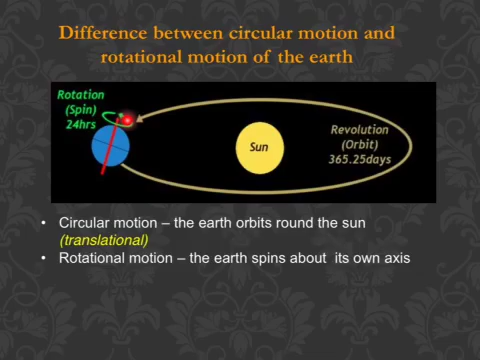 Difference between circular motion and
rotational motion of the earth
Rotation
(Spin)
24hrs
Sun
Revolution
(Orbit)
365.25days
• Circular motion – the earth orbits round the sun
(translational)
• Rotational motion – the earth spins about its own axis